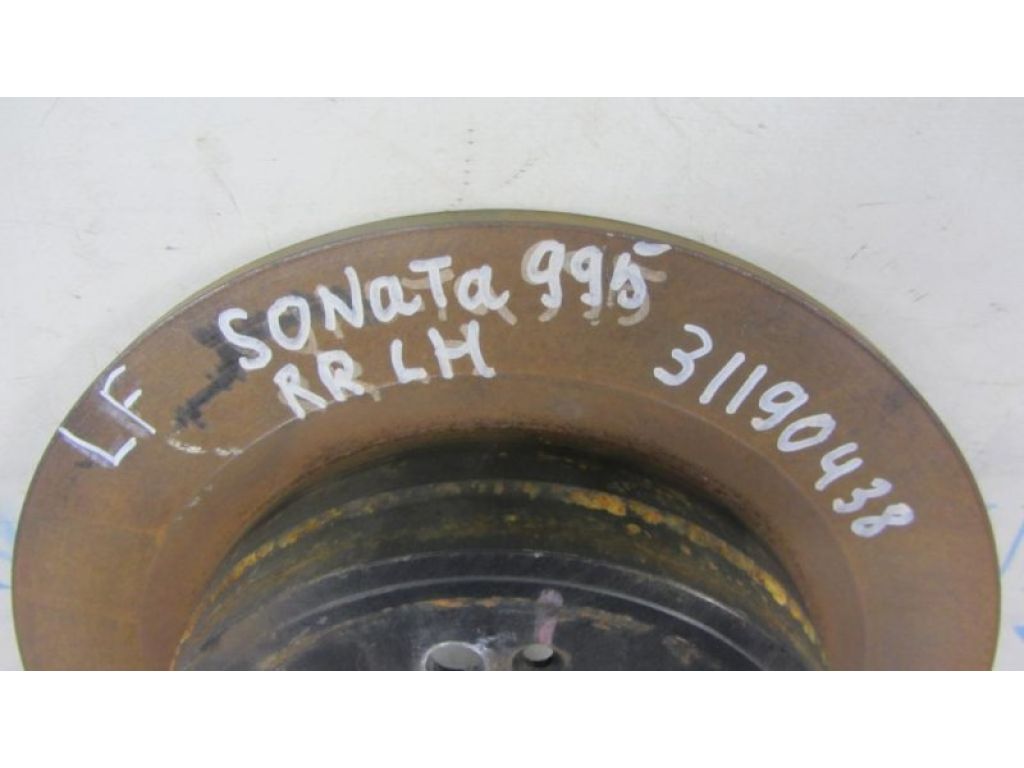 LF
SONaTa 995
RR LH
31190438